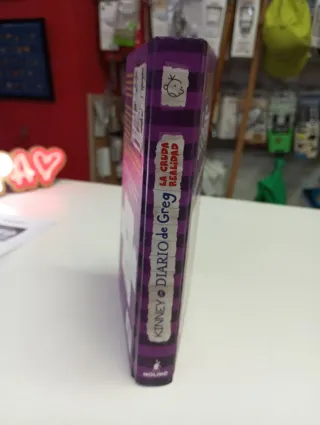 KINNEY DIARIO de Greg
LA CRUDA
REALIDAD
MOLINO